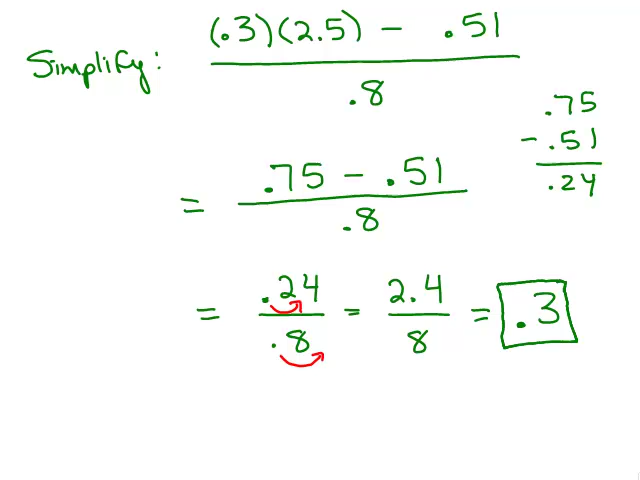 Simplify: (.3)(2.5) - .51
.8
.75
- .51
.24
= .75 - .51
.8
= .24 = 2.4 = .3
.8 8